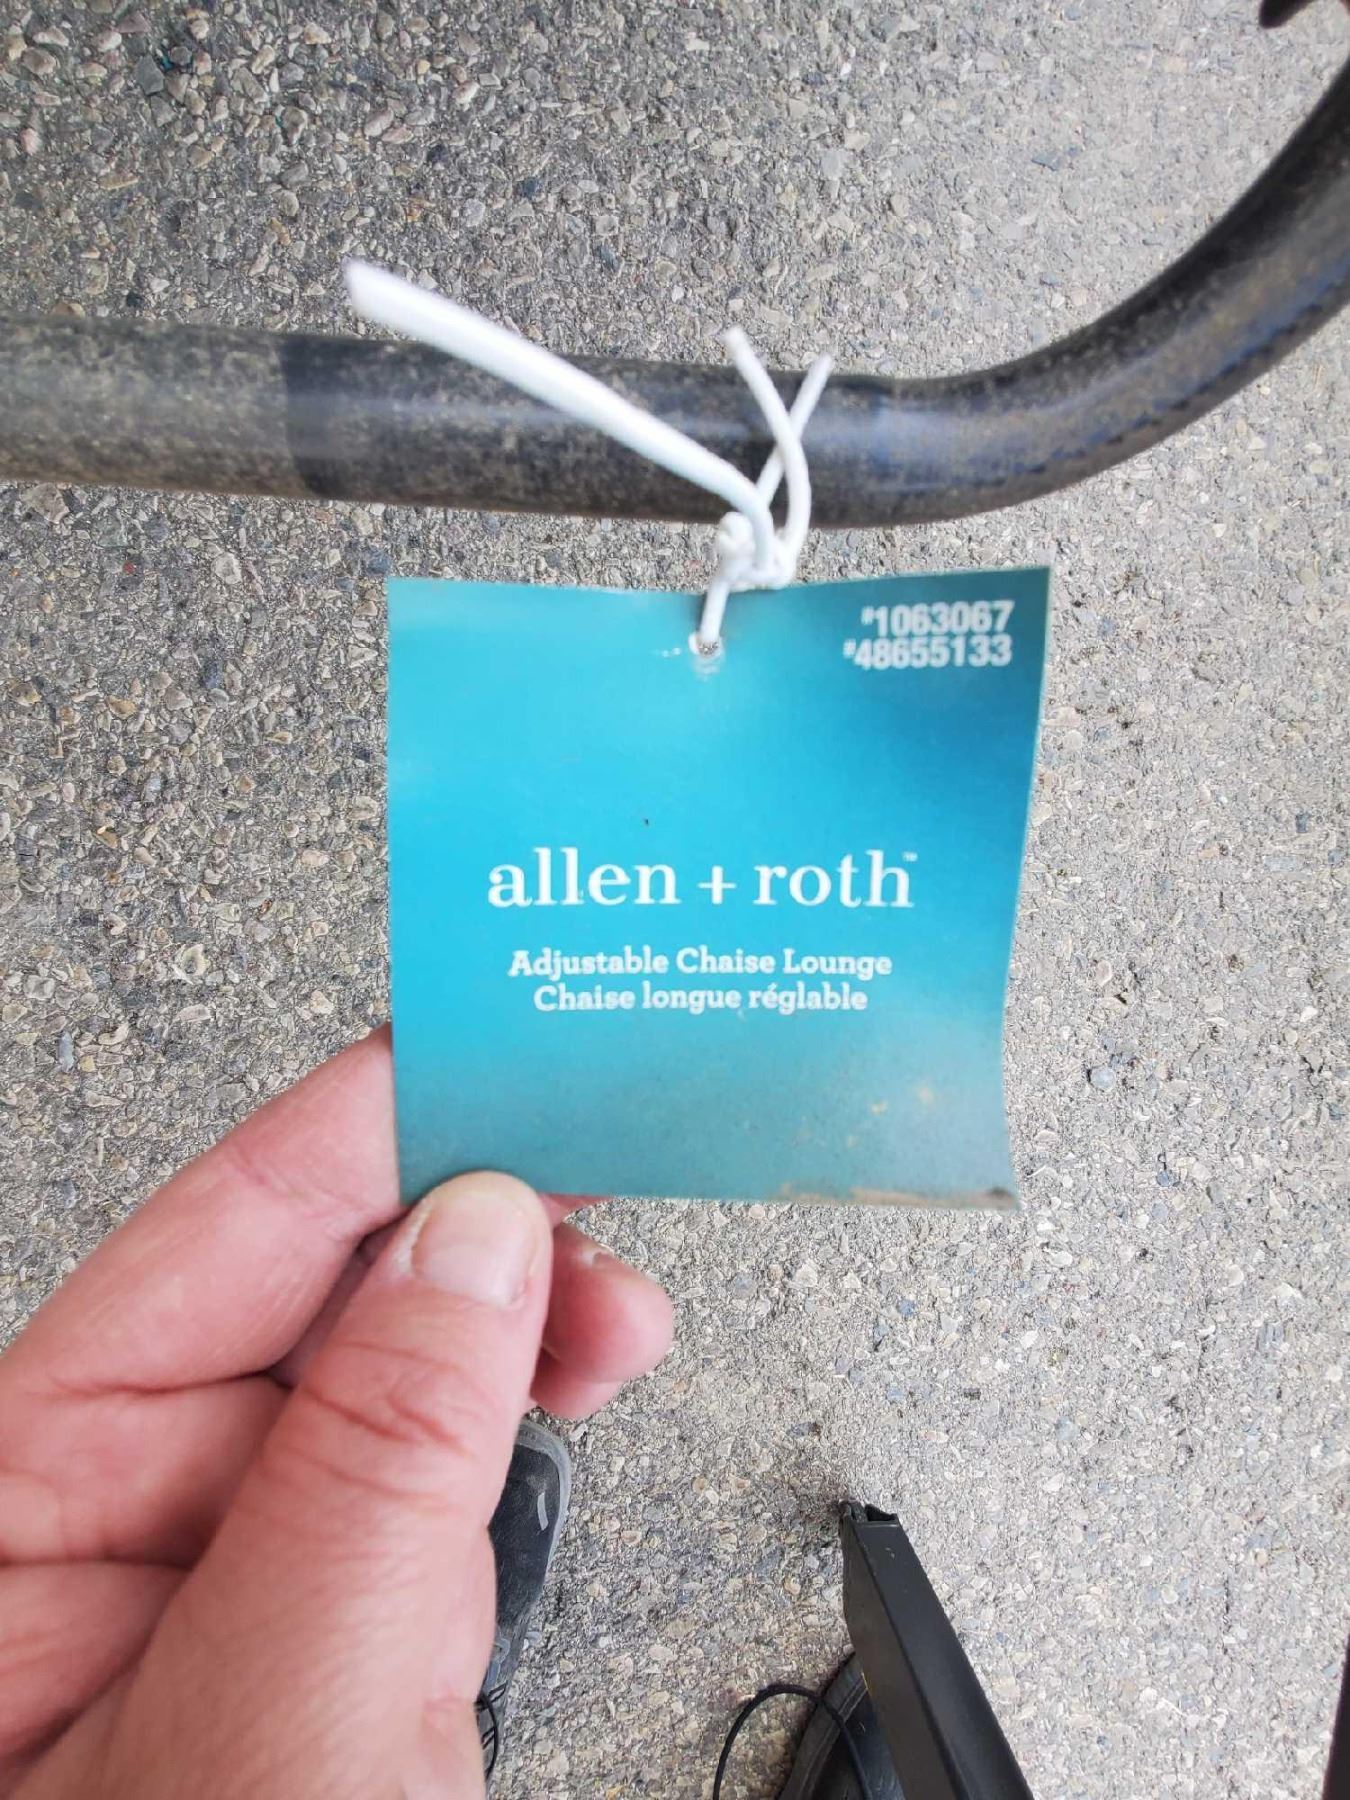 #1063067
#48655133
allen + roth™
Adjustable Chaise Lounge
Chaise longue réglable